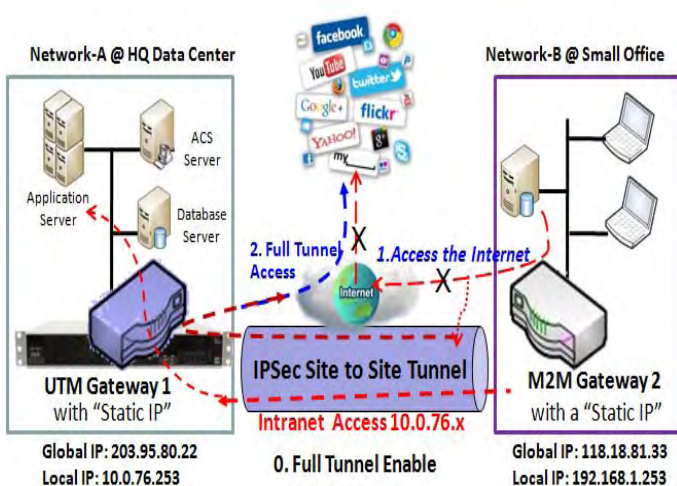 Network-A @ HQ Data Center
Network-B @ Small Office
facebook
YouTube
twitter
Google+
flickr
YAHOO!
g+
my
ACS
Server
Application
Server
Database
Server
2. Full Tunnel
Access
1.Access the Internet
X
X
Internet
IPSec Site to Site Tunnel
UTM Gateway 1
with “Static IP”
M2M Gateway 2
with a “Static IP”
Intranet Access 10.0.76.x
Global IP: 203.95.80.22
Local IP: 10.0.76.253
0. Full Tunnel Enable
Global IP: 118.18.81.33
Local IP: 192.168.1.253